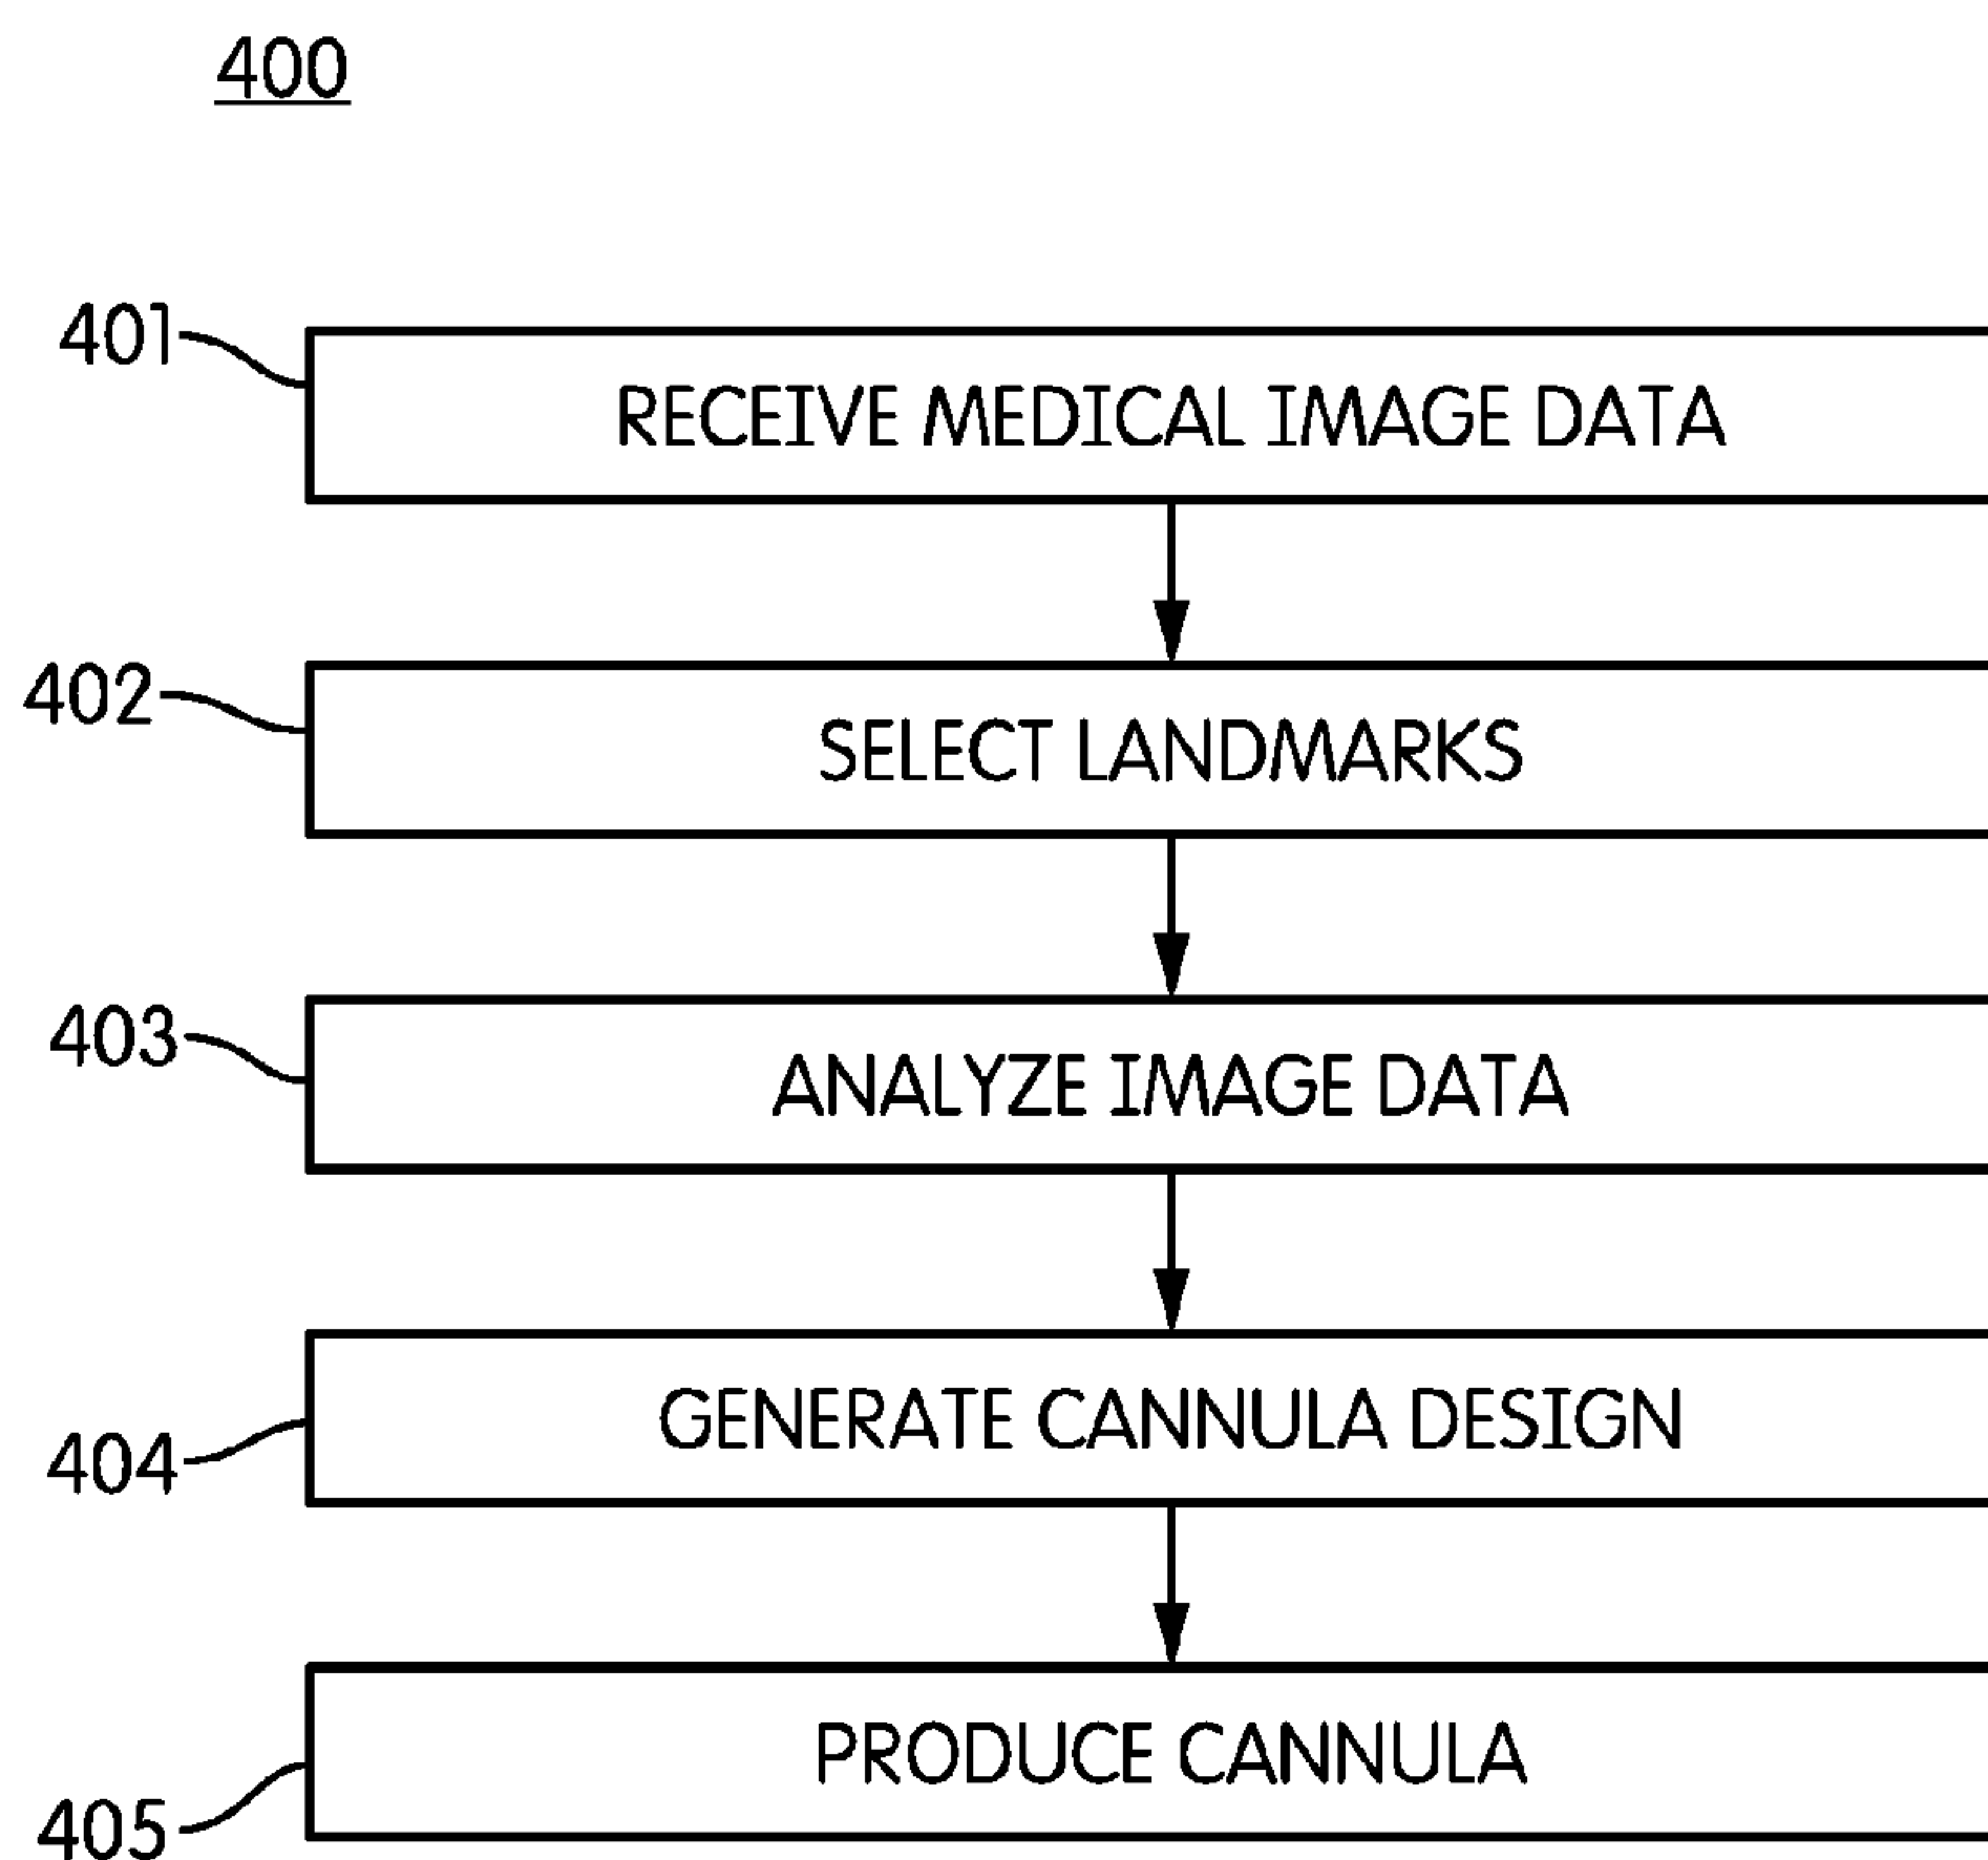 400
401
RECEIVE MEDICAL IMAGE DATA
402
SELECT LANDMARKS
403
ANALYZE IMAGE DATA
404
GENERATE CANNULA DESIGN
405
PRODUCE CANNULA